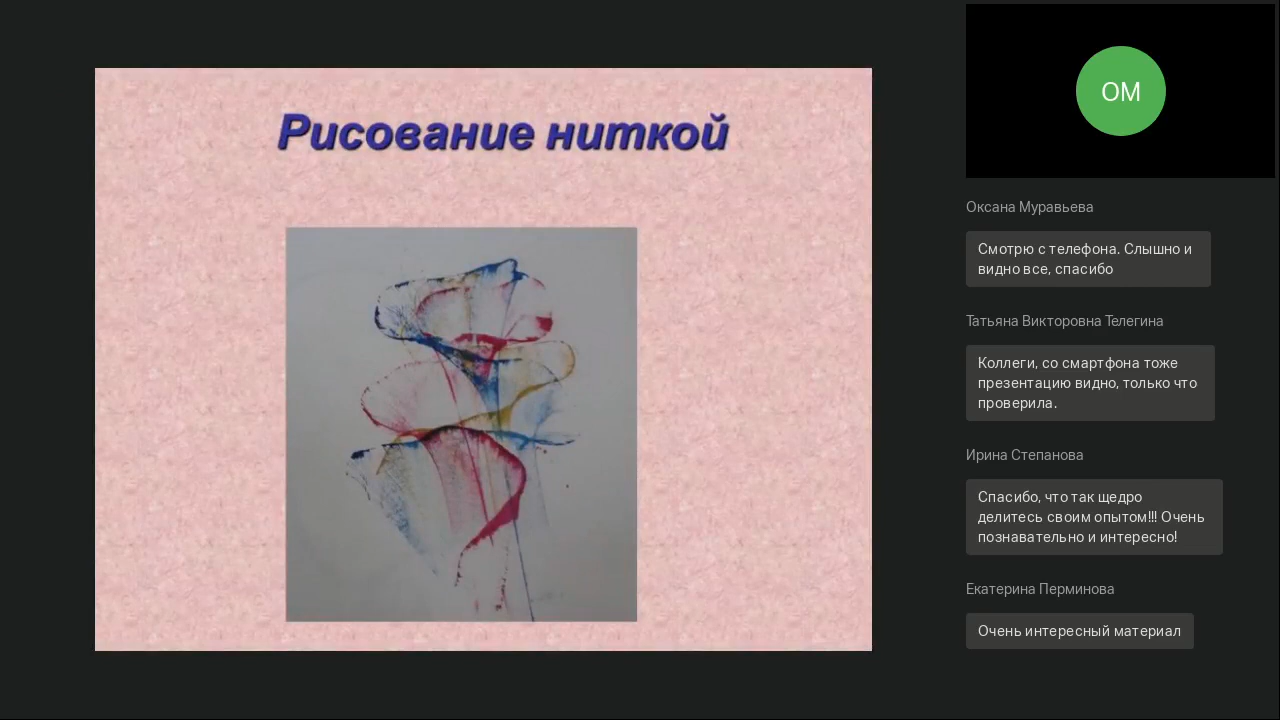 Рисование ниткой
ОМ
Оксана Муравьева
Смотрю с телефона. Слышно и
видно все, спасибо
Татьяна Викторовна Телегина
Коллеги, со смартфона тоже
презентацию видно, только что
проверила.
Ирина Степанова
Спасибо, что так щедро
делитесь своим опытом!!! Очень
познавательно и интересно!
Екатерина Перминова
Очень интересный материал